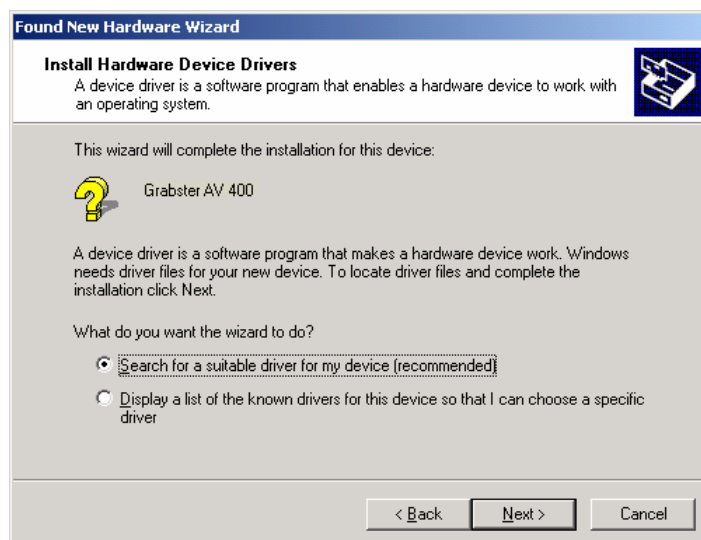 Found New Hardware Wizard
Install Hardware Device Drivers
A device driver is a software program that enables a hardware device to work with
an operating system.
This wizard will complete the installation for this device:
Grabster AV 400
A device driver is a software program that makes a hardware device work. Windows
needs driver files for your new device. To locate driver files and complete the
installation click Next.
What do you want the wizard to do?
Search for a suitable driver for my device (recommended)
Display a list of the known drivers for this device so that I can choose a specific
driver
< Back Next > Cancel